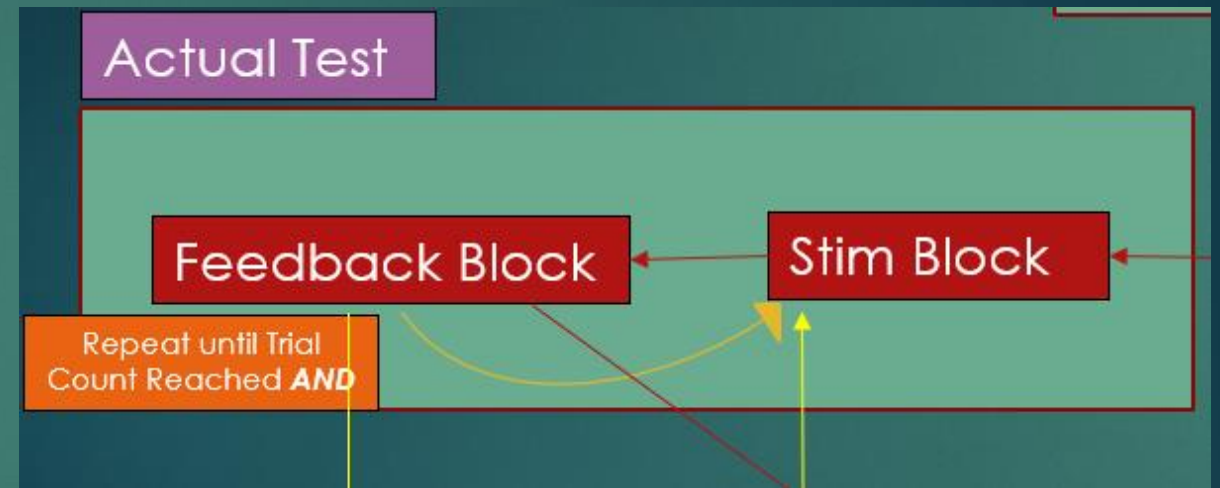 Actual Test
Feedback Block
Stim Block
Repeat until Trial
Count Reached AND